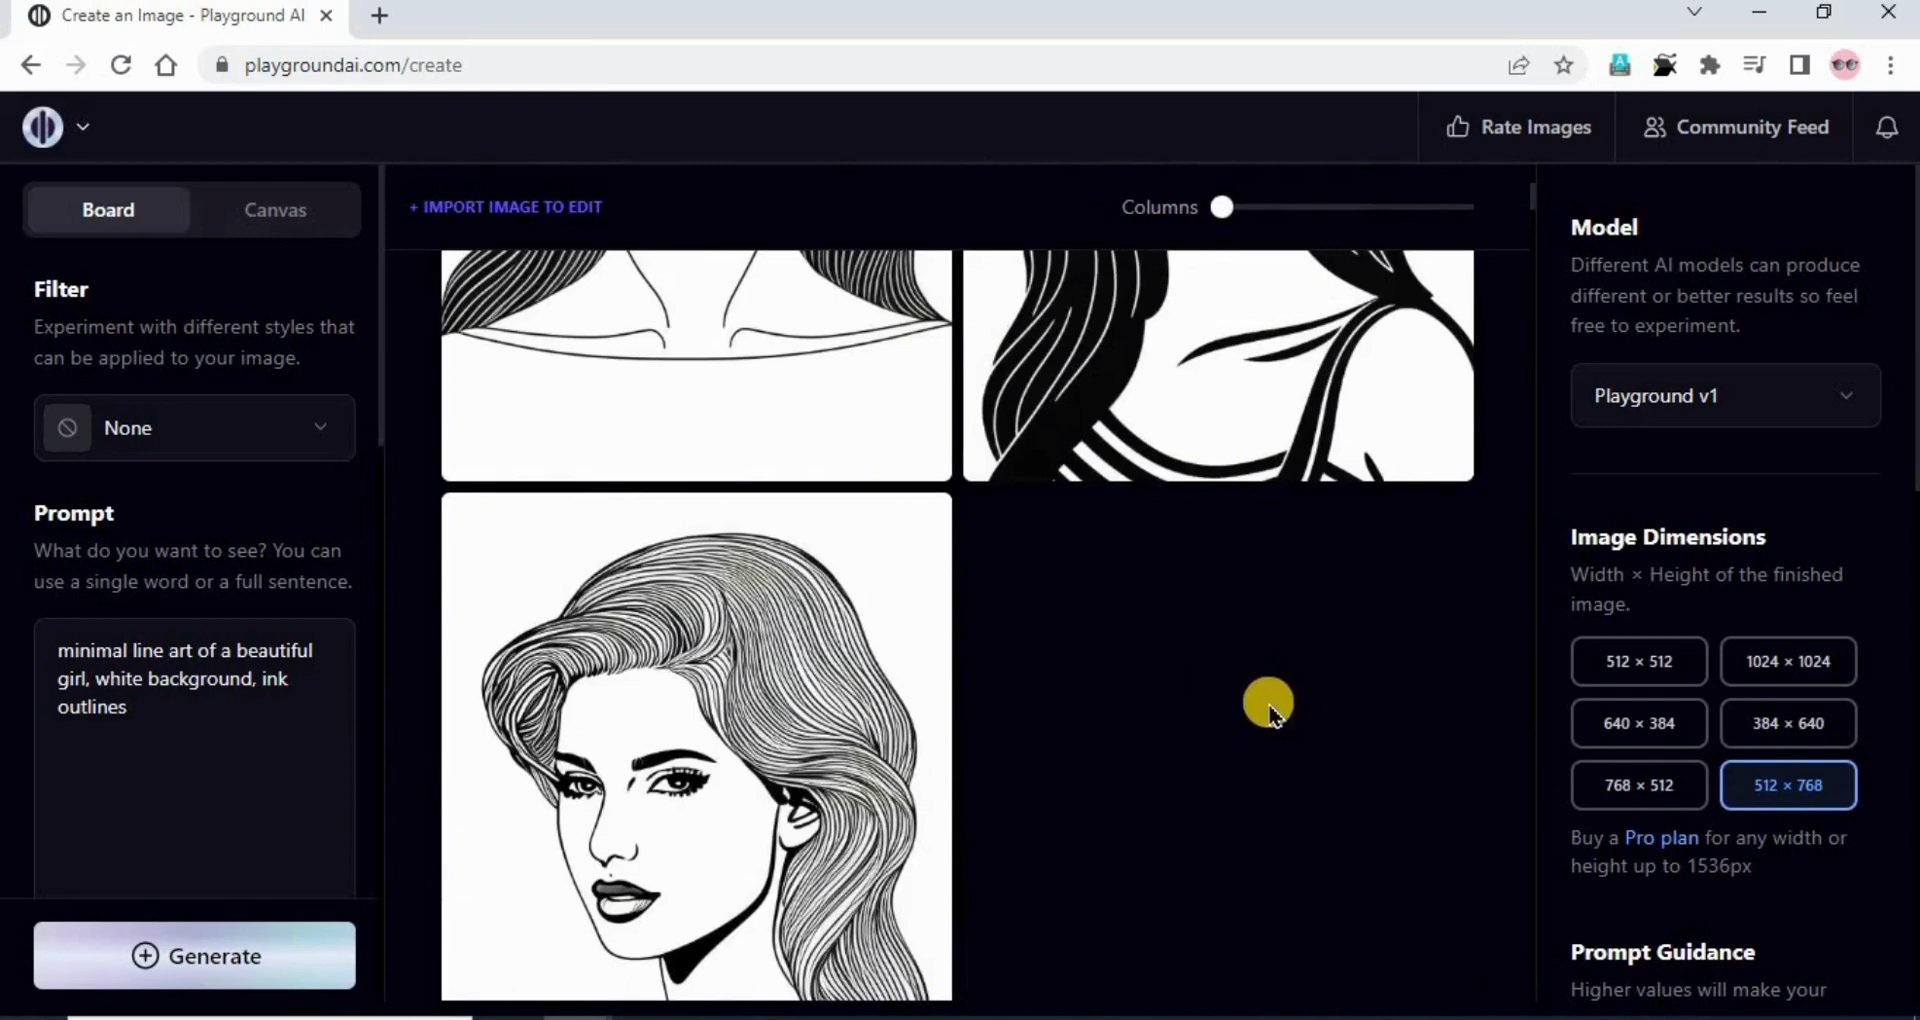 Create an Image - Playground AI
playgroundai.com/create
Rate Images
Community Feed
Board
Canvas
+ IMPORT IMAGE TO EDIT
Columns
Filter
Experiment with different styles that
can be applied to your image.
None
Prompt
What do you want to see? You can
use a single word or a full sentence.
minimal line art of a beautiful
girl, white background, ink
outlines
Generate
Model
Different AI models can produce
different or better results so feel
free to experiment.
Playground v1
Image Dimensions
Width × Height of the finished
image.
512 × 512
1024 × 1024
640 × 384
384 × 640
768 × 512
512 × 768
Buy a Pro plan for any width or
height up to 1536px
Prompt Guidance
Higher values will make your